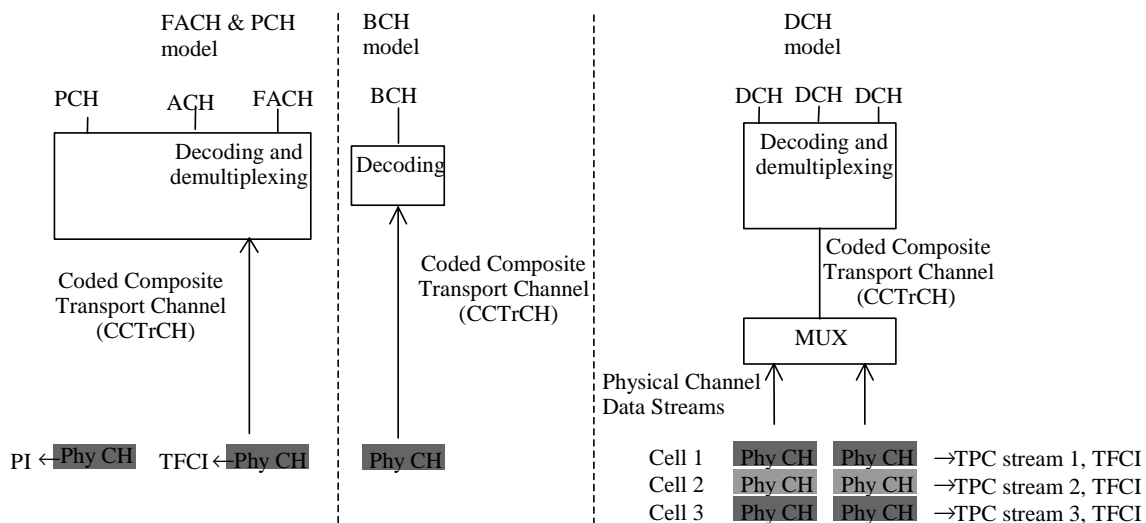 FACH & PCH
model
PCH
ACH
FACH
Decoding and
demultiplexing
Coded Composite
Transport Channel
(CCTrCH)
PI ← Phy CH
TFCI ← Phy CH
BCH
model
BCH
Decoding
Coded Composite
Transport Channel
(CCTrCH)
Phy CH
DCH
model
DCH DCH DCH
Decoding and
demultiplexing
Coded Composite
Transport Channel
(CCTrCH)
MUX
Physical Channel
Data Streams
Cell 1 Phy CH Phy CH →TPC stream 1, TFCI
Cell 2 Phy CH Phy CH →TPC stream 2, TFCI
Cell 3 Phy CH Phy CH →TPC stream 3, TFCI